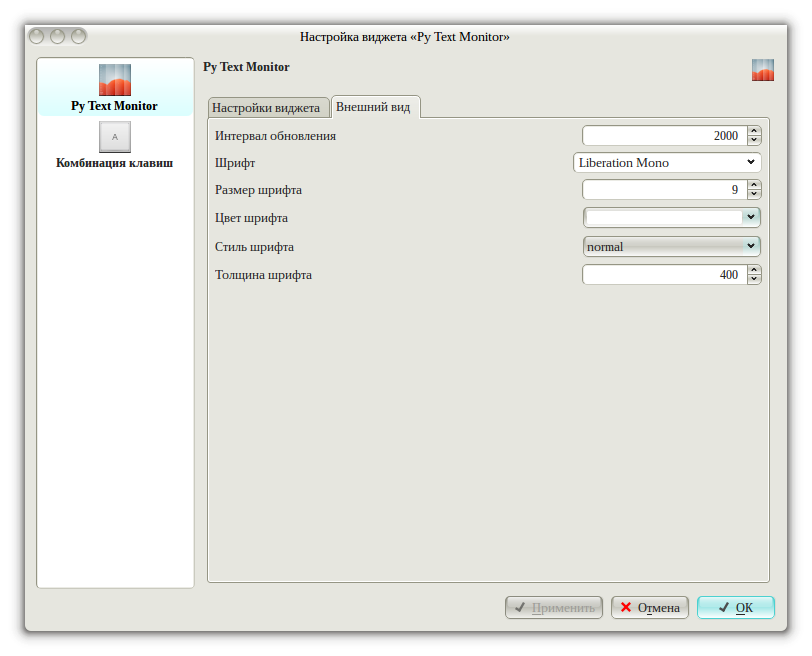 Настройка виджета «Py Text Monitor»
Py Text Monitor
A
Комбинация клавиш
Py Text Monitor
Настройки виджета
Внешний вид
Интервал обновления 2000
Шрифт Liberation Mono
Размер шрифта 9
Цвет шрифта
Стиль шрифта normal
Толщина шрифта 400
Применить Отмена ОК